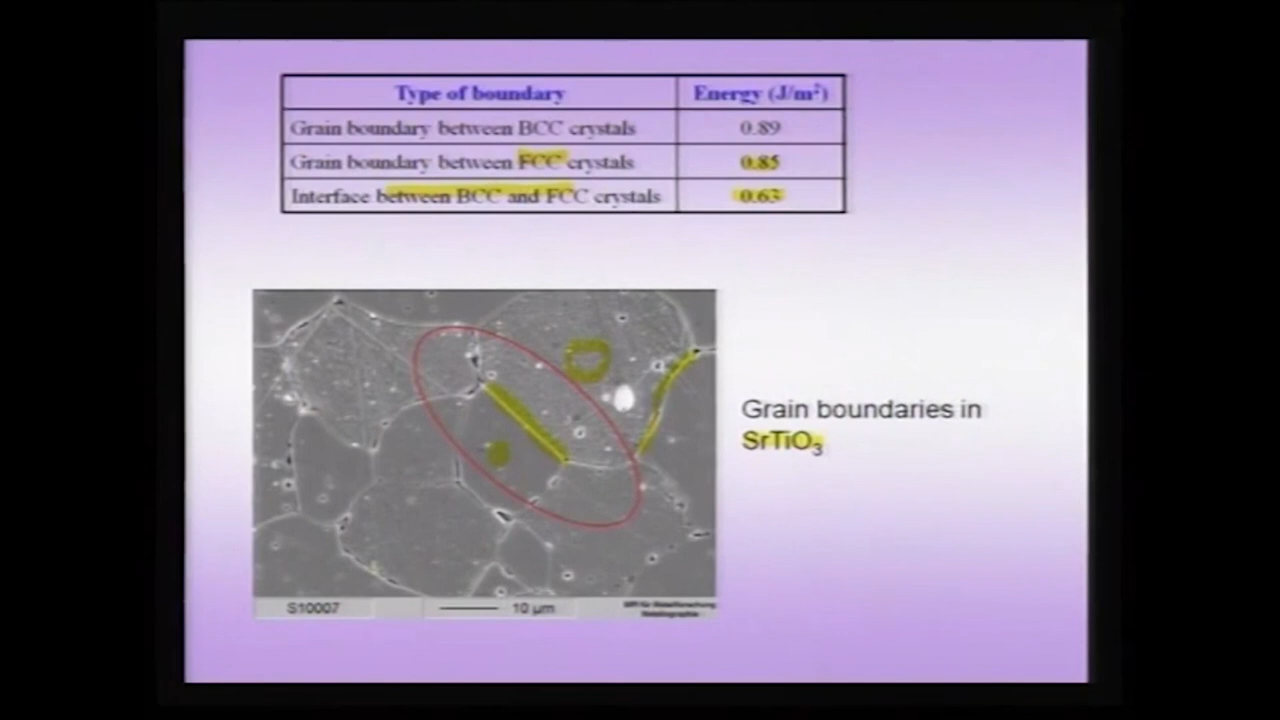 Type of boundary Energy (J/m²)
Grain boundary between BCC crystals 0.89
Grain boundary between FCC crystals 0.85
Interface between BCC and FCC crystals 0.63
Grain boundaries in
SrTiO₃
S10007 10 µm